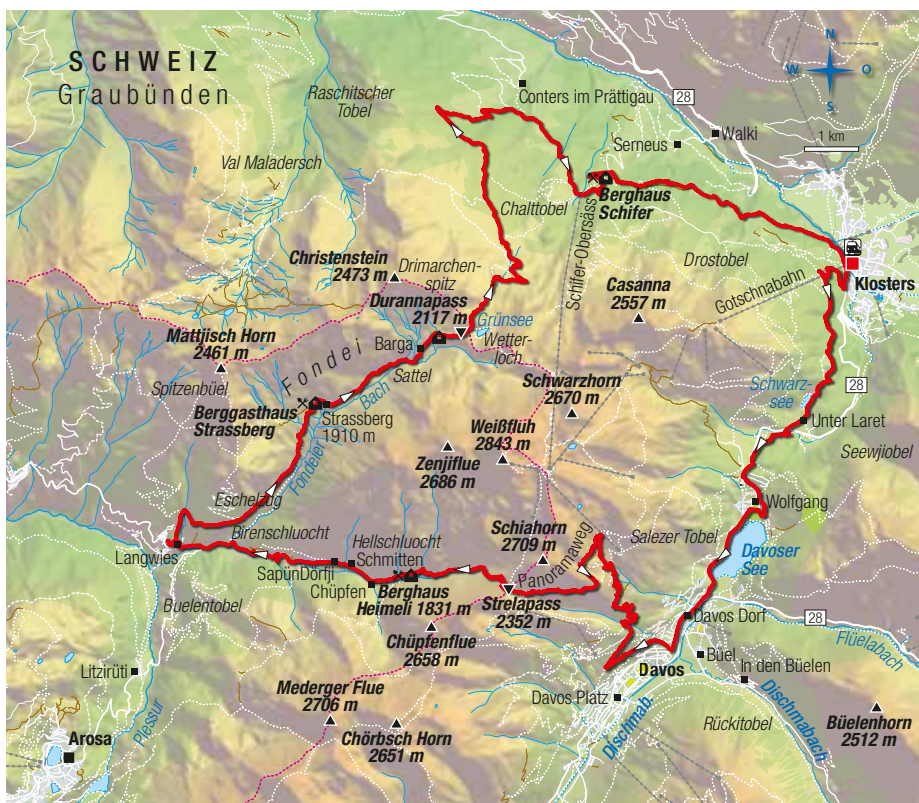 SCHWEIZ
Graubünden
Raschitscher
Tobel
Val Maladersch
Conters im Prättigau
28
Walki
Serneus
N
W
O
S
1 km
Berghaus
Schifer
Chalttobel
Schifer-Obersäss
Drostobel
Gotschnabahn
Klosters
Christenstein
2473 m
Drimarchen-
spitz
Durannapass
2117 m
Grünsee
Casanna
2557 m
Mattjisch Horn
2461 m
Fondei
Barga
Sattel
Wetter-
loch
Spitzenbüel
Berggasthaus
Strassberg
Strassberg
1910 m
Fondeier
Bach
Schwarzhorn
2670 m
Schwarz-
see
28
Unter Laret
Weißfluh
2843 m
Zenjiflue
2686 m
Seewjiobel
Eschelzug
Wolfgang
Birenschluocht
Langwies
Hellschluocht
Schmitten
SapünDörfji
Chüpfen
Schiahorn
2709 m
Panoramaweg
Salezer Tobel
Davoser
See
Berghaus
Heimeli 1831 m
Strelapass
2352 m
Buelentobel
Davos Dorf
28
Flüelabach
Chüpfenflue
2658 m
Büel
Davos
In den Büelen
Litzirüti
Plessur
Mederger Flue
2706 m
Davos Platz
Dischmab.
Dischmabach
Rückitobel
Büelenhorn
2512 m
Arosa
Chörbsch Horn
2651 m